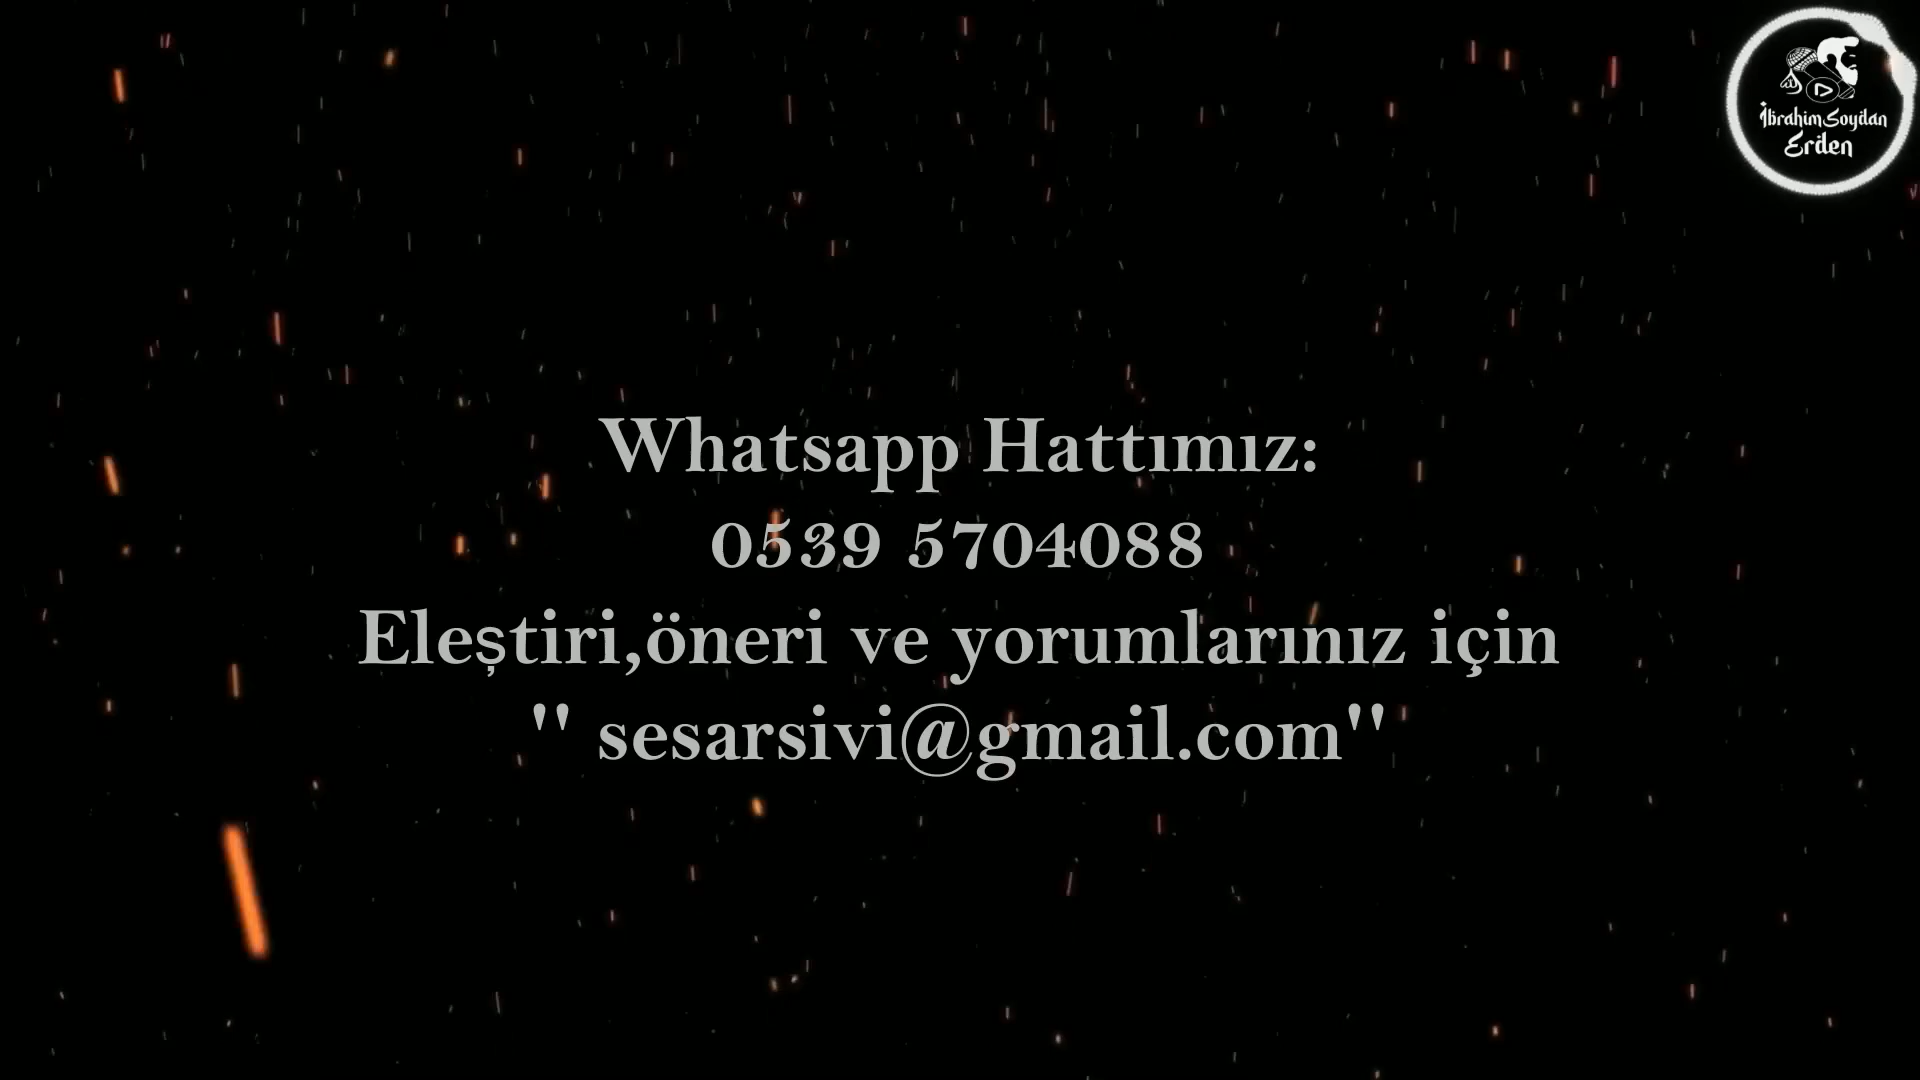 İbrahim Soydan
Erden
Whatsapp Hattımız:
0539 5704088
Eleştiri,öneri ve yorumlarınız için
" sesarsivi@gmail.com"